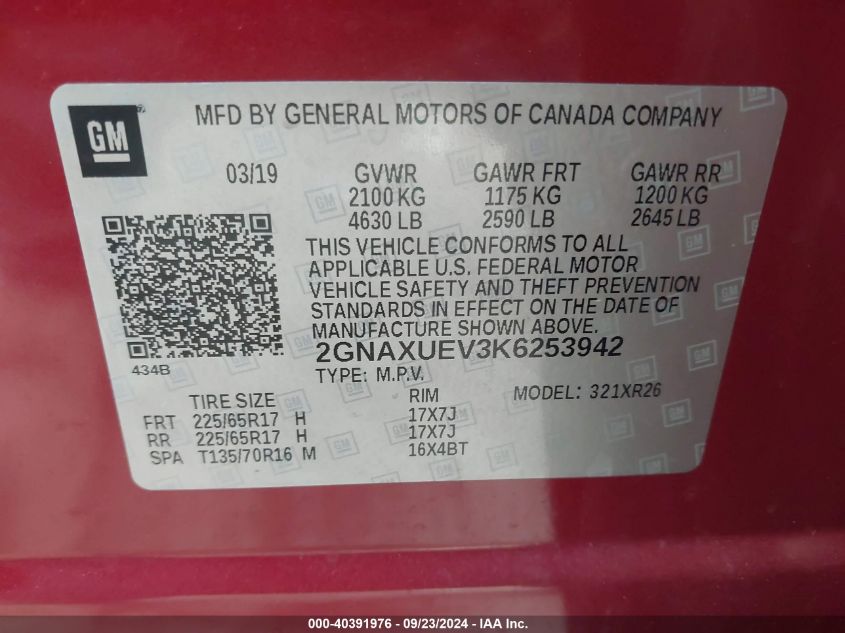 GM
MFD BY GENERAL MOTORS OF CANADA COMPANY
03/19 GVWR GAWR FRT GAWR RR
2100 KG 1175 KG 1200 KG
4630 LB 2590 LB 2645 LB
THIS VEHICLE CONFORMS TO ALL
APPLICABLE U.S. FEDERAL MOTOR
VEHICLE SAFETY AND THEFT PREVENTION
STANDARDS IN EFFECT ON THE DATE OF
MANUFACTURE SHOWN ABOVE.
2GNAXUEV3K6253942
434B
TYPE: M.P.V.
TIRE SIZE RIM MODEL: 321XR26
FRT 225/65R17 H 17X7J
RR 225/65R17 H 17X7J
SPA T135/70R16 M 16X4BT
000-40391976 / 09/23/2024 - IAA Inc.